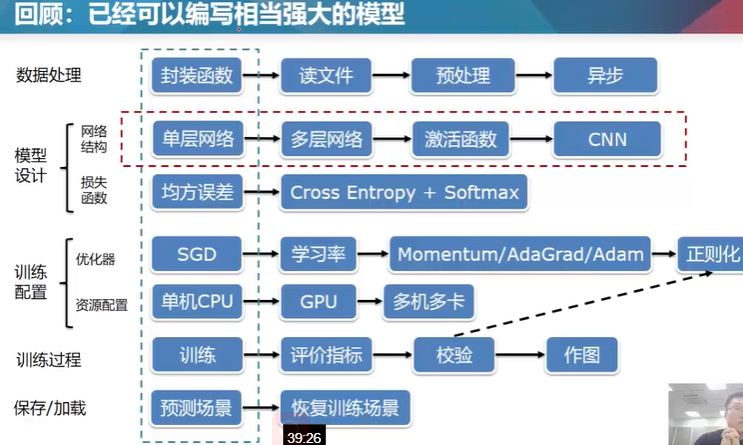 回顾：已经可以编写相当强大的模型
数据处理
封装函数
读文件
预处理
异步
模型
设计
网络
结构
单层网络
多层网络
激活函数
CNN
损失
函数
均方误差
Cross Entropy + Softmax
训练
配置
优化器
SGD
学习率
Momentum/AdaGrad/Adam
正则化
资源配置
单机CPU
GPU
多机多卡
训练过程
训练
评价指标
校验
作图
保存/加载
预测场景
恢复训练场景
39:26